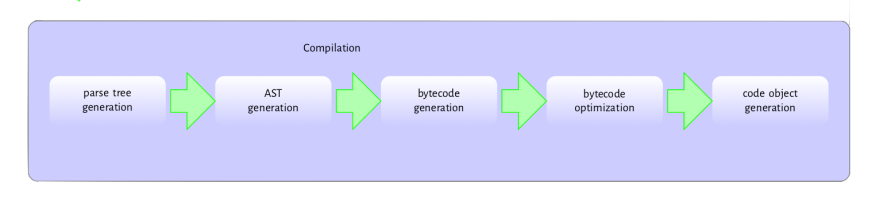 Compilation
parse tree
generation
AST
generation
bytecode
generation
bytecode
optimization
code object
generation